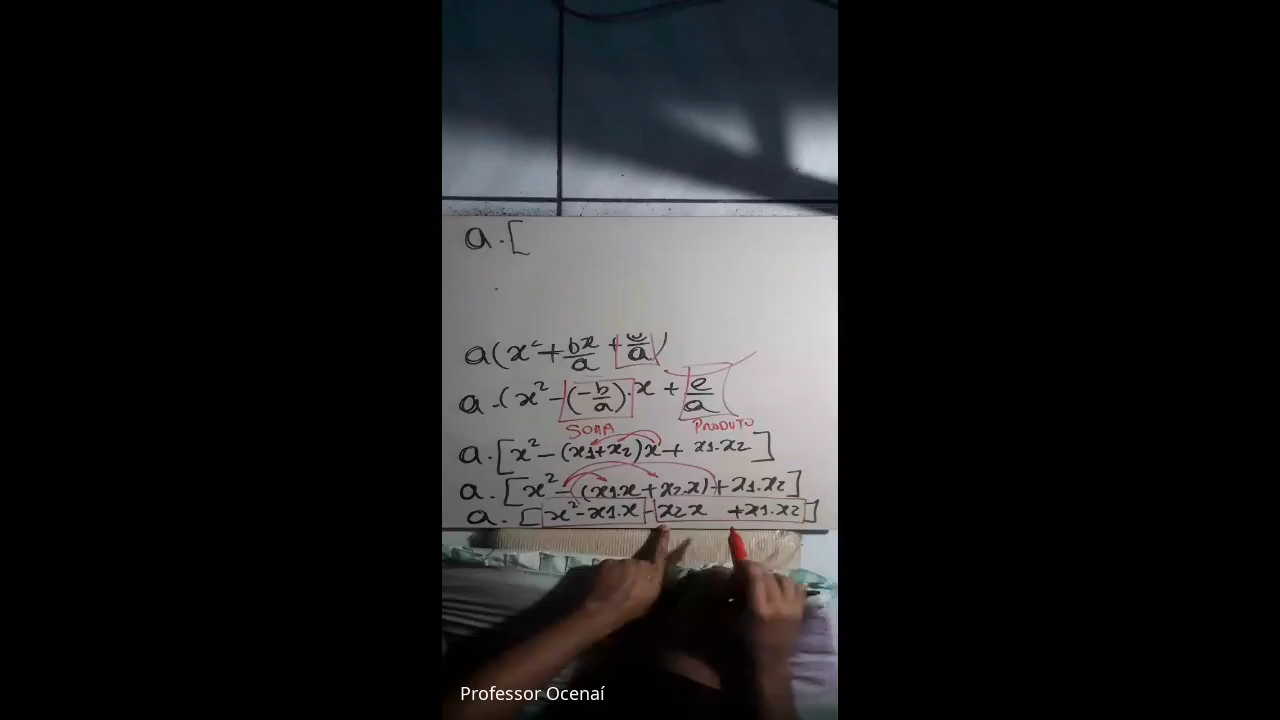 a.[
a(x²+bx/a+c/a)
a.(x²-(-b/a).x+c/a
SOMA PRODUTO
a.[x²-(x1+x2)x+x1.x2]
a.[x²-(x1.x+x2.x)+x1.x2]
a.[x²-x1.x-x2x+x1.x2]
Professor Ocenaí